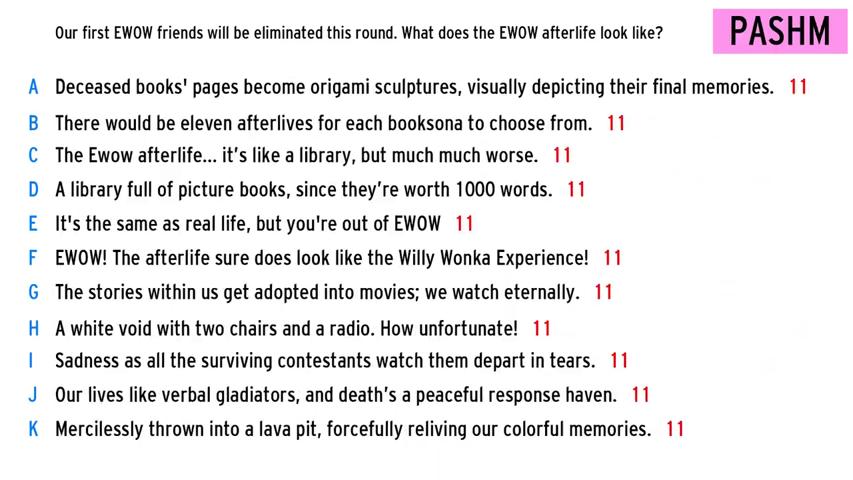 Our first EWOW friends will be eliminated this round. What does the EWOW afterlife look like?
PASHM
A Deceased books' pages become origami sculptures, visually depicting their final memories. 11
B There would be eleven afterlives for each booksona to choose from. 11
C The Ewow afterlife... it's like a library, but much much worse. 11
D A library full of picture books, since they're worth 1000 words. 11
E It's the same as real life, but you're out of EWOW 11
F EWOW! The afterlife sure does look like the Willy Wonka Experience! 11
G The stories within us get adopted into movies; we watch eternally. 11
H A white void with two chairs and a radio. How unfortunate! 11
I Sadness as all the surviving contestants watch them depart in tears. 11
J Our lives like verbal gladiators, and death's a peaceful response haven. 11
K Mercilessly thrown into a lava pit, forcefully reliving our colorful memories. 11